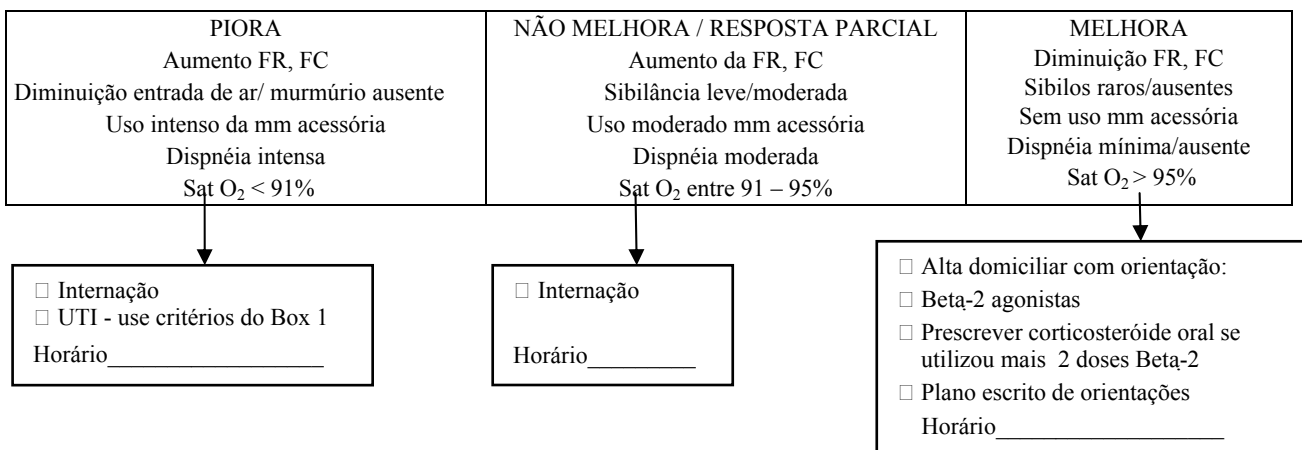 PIORA
Aumento FR, FC
Diminuição entrada de ar/ murmúrio ausente
Uso intenso da mm acessória
Dispnéia intensa
Sat O₂ < 91%
NÃO MELHORA / RESPOSTA PARCIAL
Aumento da FR, FC
Sibilância leve/moderada
Uso moderado mm acessória
Dispnéia moderada
Sat O₂ entre 91 – 95%
MELHORA
Diminuição FR, FC
Sibilos raros/ausentes
Sem uso mm acessória
Dispnéia mínima/ausente
Sat O₂ > 95%
□ Internação
□ UTI - use critérios do Box 1
Horário___________________
□ Internação
Horário_________
□ Alta domiciliar com orientação:
□ Beta-2 agonistas
□ Prescrever corticosteróide oral se
utilizou mais 2 doses Beta-2
□ Plano escrito de orientações
Horário____________________